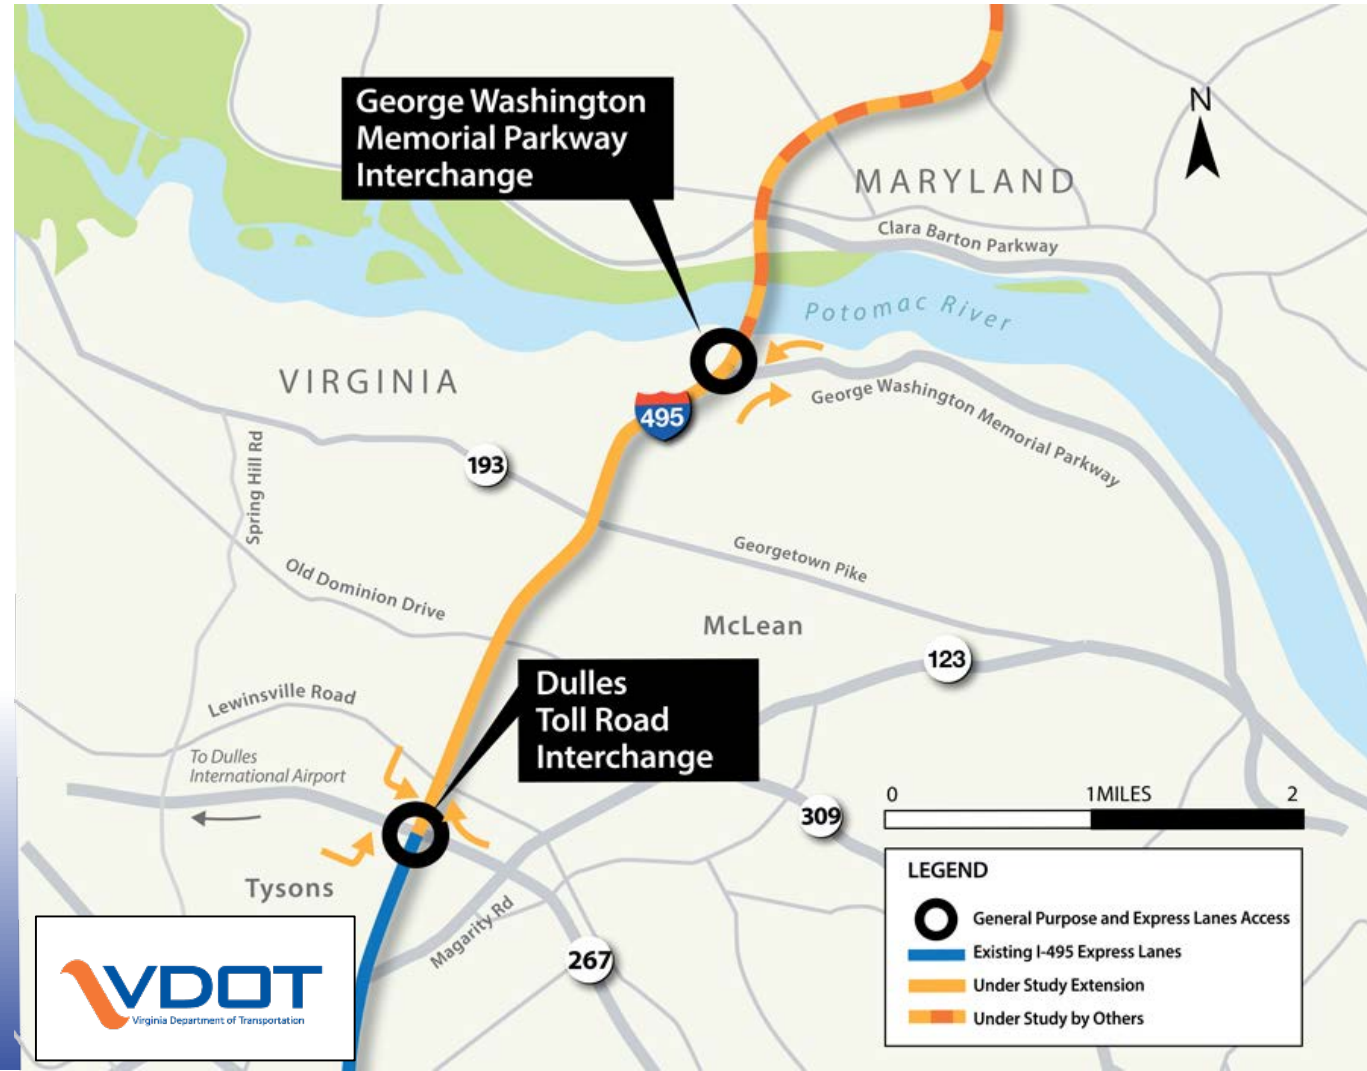 George Washington
Memorial Parkway
Interchange
N
MARYLAND
Clara Barton Parkway
Potomac River
VIRGINIA
495
George Washington Memorial Parkway
193
Spring Hill Rd
Georgetown Pike
Old Dominion Drive
McLean
123
Dulles
Toll Road
Interchange
Lewinsville Road
To Dulles
International Airport
0 1 MILES 2
309
Tysons
Magarity Rd
267
LEGEND
General Purpose and Express Lanes Access
Existing I-495 Express Lanes
Under Study Extension
Under Study by Others
VDOT
Virginia Department of Transportation